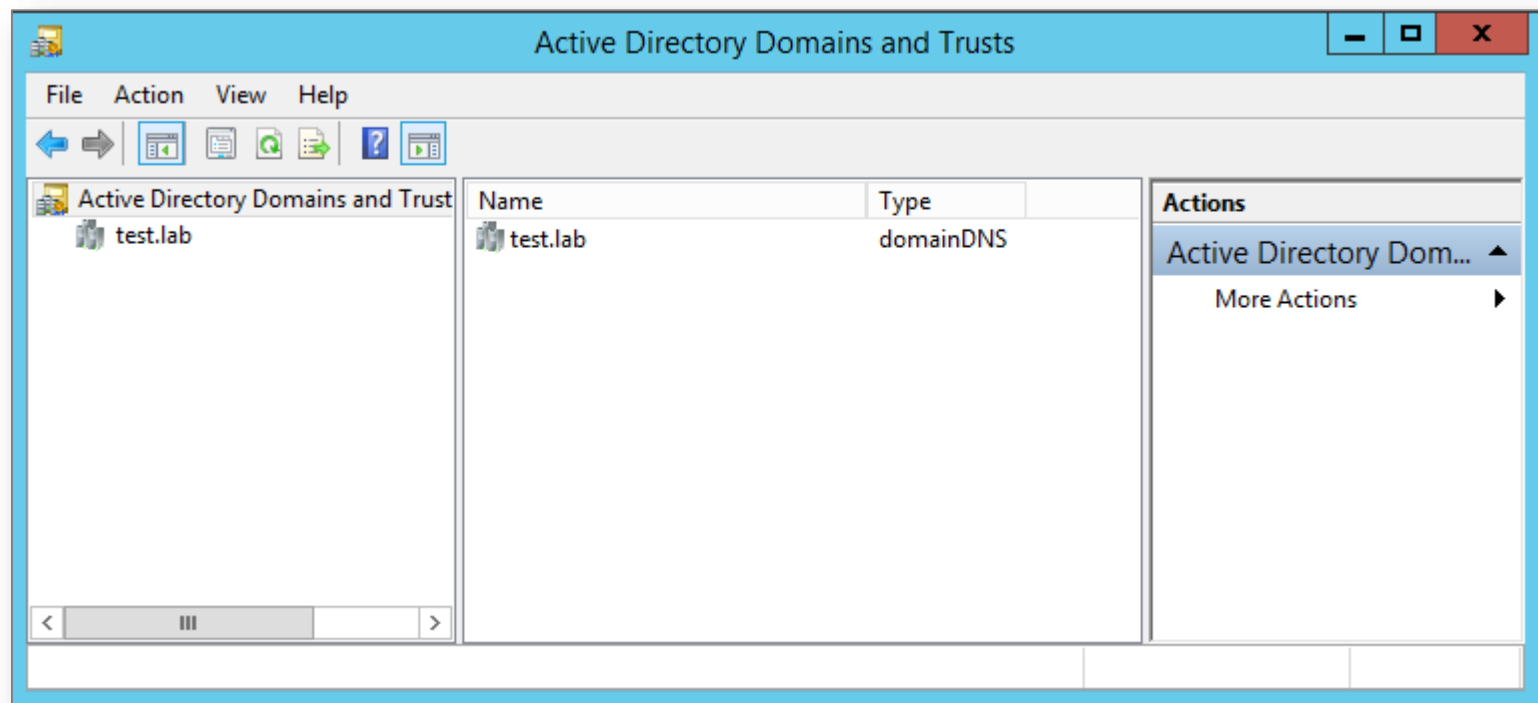 Active Directory Domains and Trusts
File Action View Help
Active Directory Domains and Trust
test.lab
Name Type
test.lab domainDNS
Actions
Active Directory Dom...
More Actions